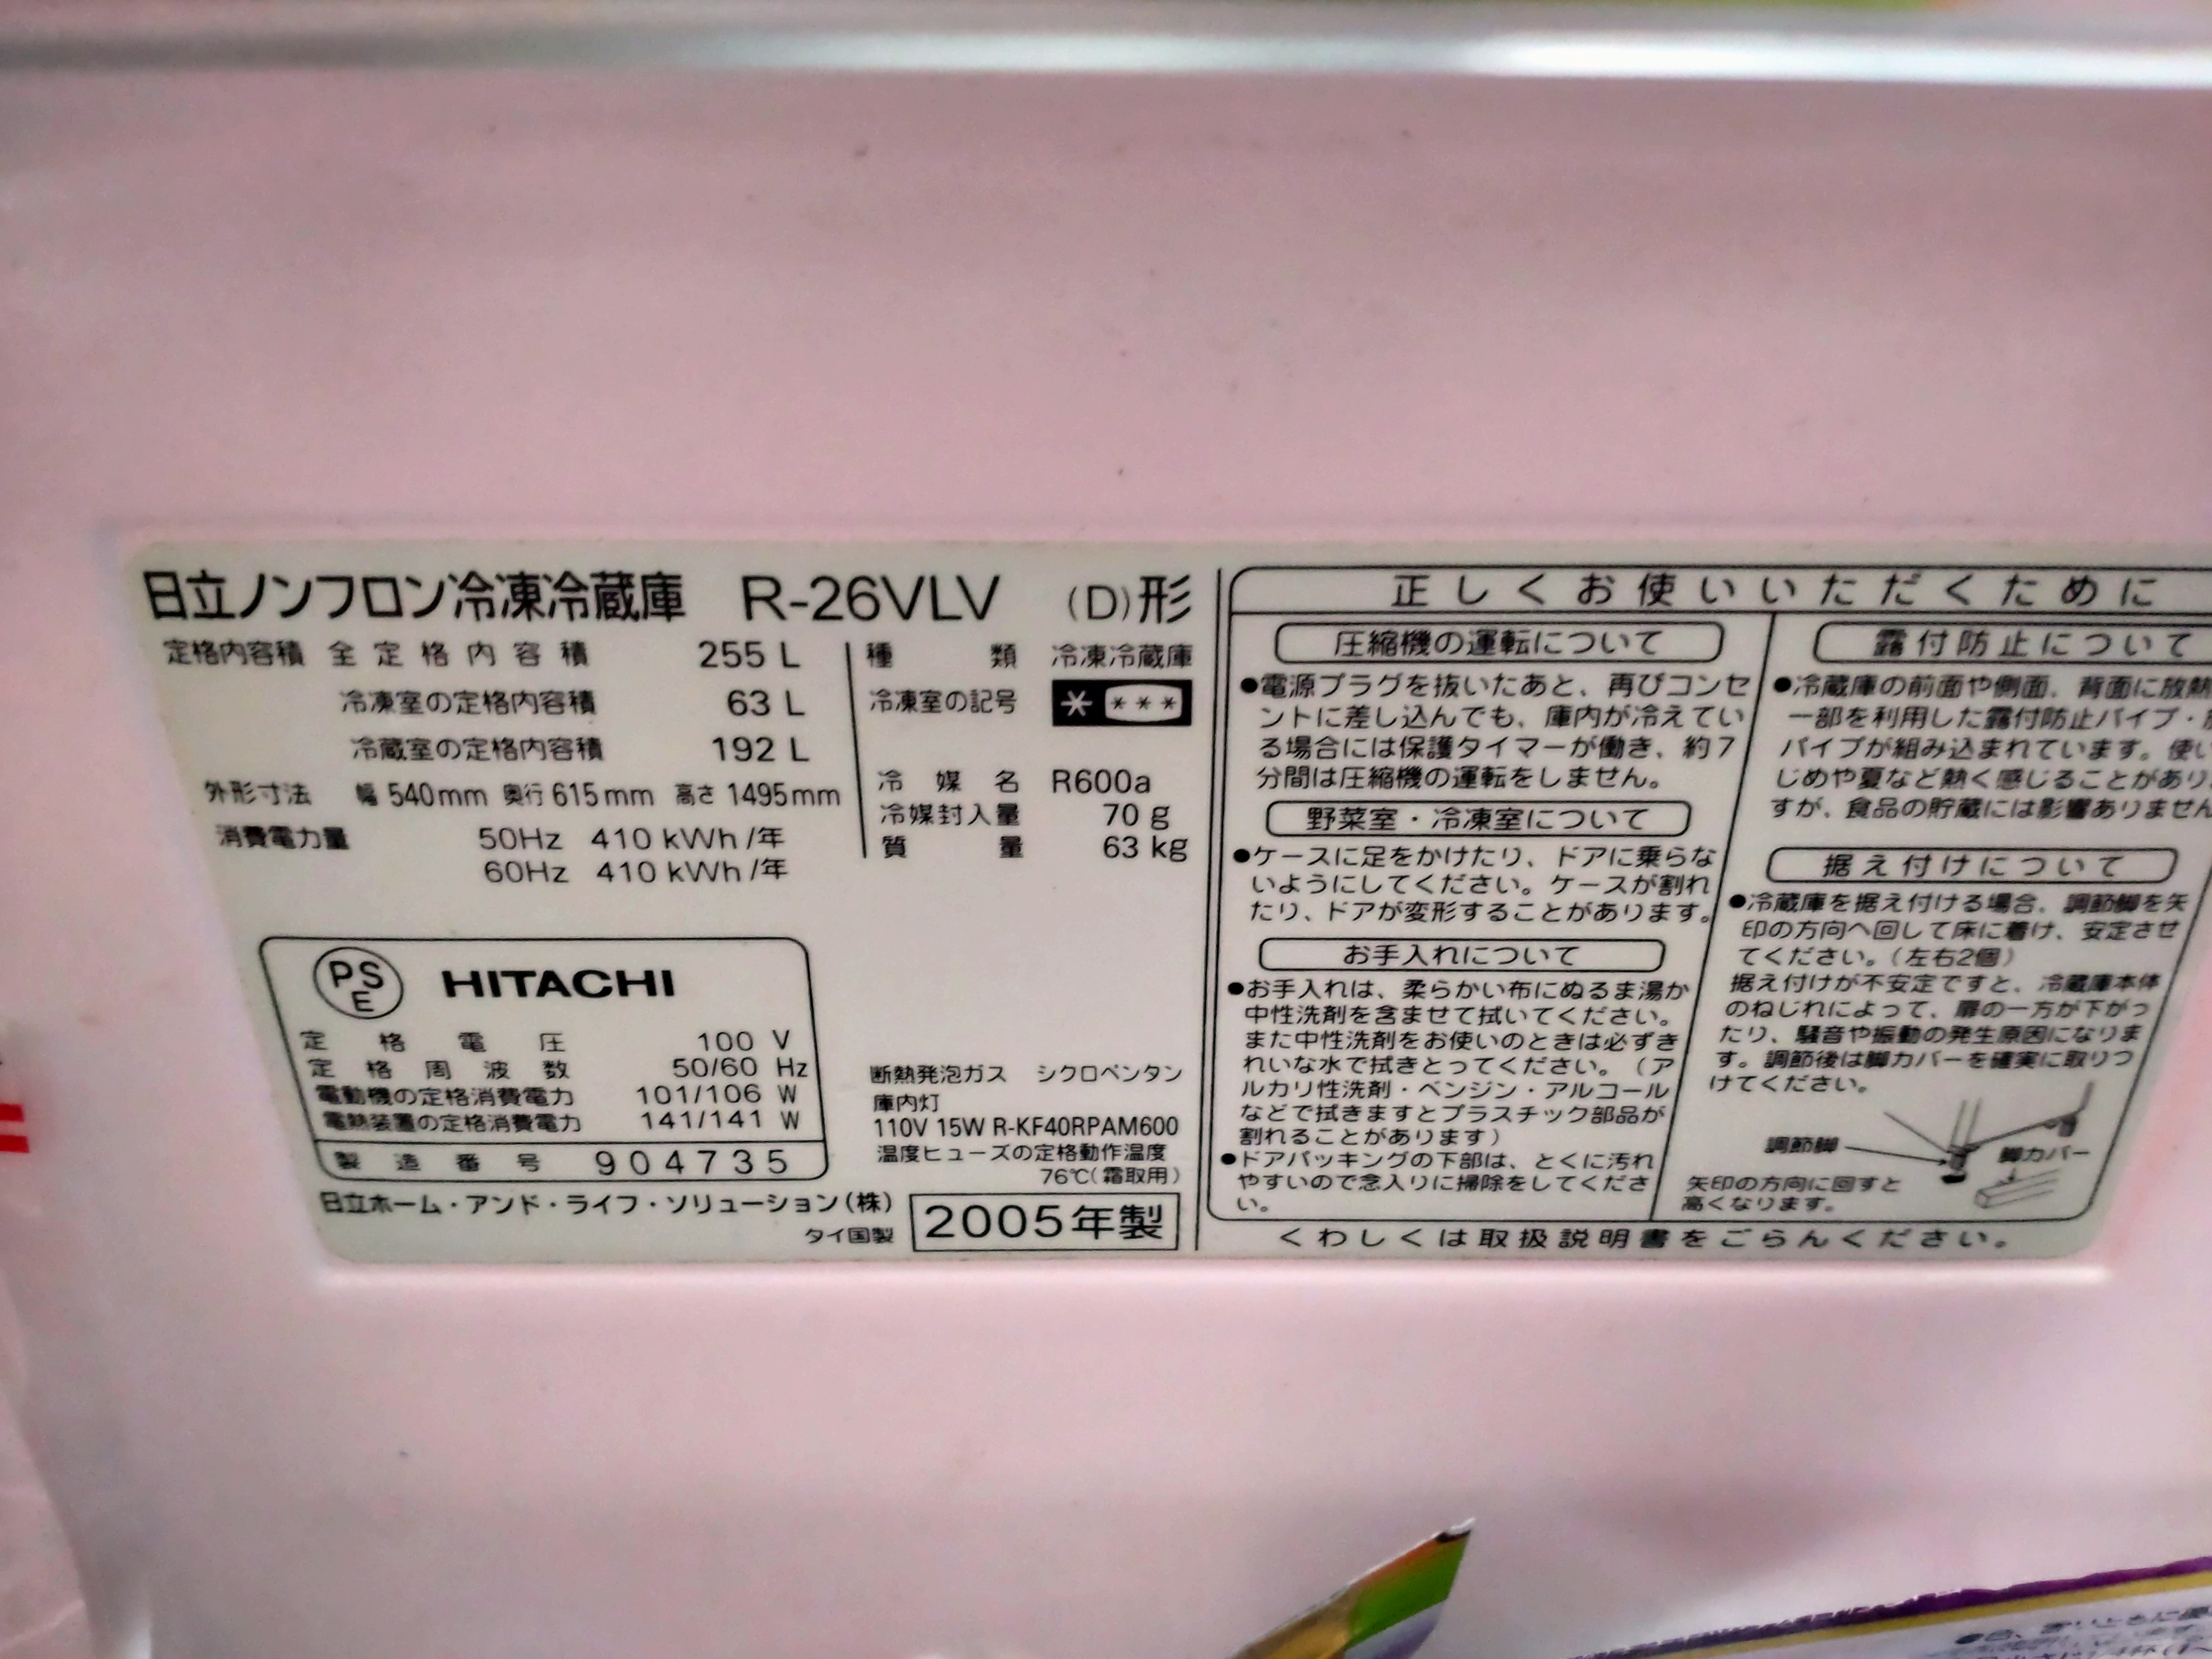 日立ノンフロン冷凍冷蔵庫 R-26VLV (D)形
定格内容積 全定格内容積 255 L
冷凍室の定格内容積 63 L
冷蔵室の定格内容積 192 L
外形寸法 幅 540mm 奥行 615mm 高さ 1495mm
消費電力量 50Hz 410 kWh/年
60Hz 410 kWh/年
種類 冷凍冷蔵庫
冷凍室の記号 * ***
冷媒名 R600a
冷媒封入量 70 g
質量 63 kg
PSE HITACHI
定格電圧 100 V
定格周波数 50/60 Hz
電動機の定格消費電力 101/106 W
電熱装置の定格消費電力 141/141 W
製造番号 904735
断熱発泡ガス シクロペンタン
庫内灯
110V 15W R-KF40RPAM600
温度ヒューズの定格動作温度
76℃(霜取用)
日立ホーム・アンド・ライフ・ソリューション(株)
タイ国製
2005年製
正しくお使いいただくために
圧縮機の運転について
●電源プラグを抜いたあと、再びコンセ
ントに差し込んでも、庫内が冷えてい
る場合には保護タイマーが働き、約7
分間は圧縮機の運転をしません。
野菜室・冷凍室について
●ケースに足をかけたり、ドアに乗らな
いようにしてください。ケースが割れ
たり、ドアが変形することがあります。
お手入れについて
●お手入れは、柔らかい布にぬるま湯か
中性洗剤を含ませて拭いてください。
また中性洗剤をお使いのときは必ずき
れいな水で拭きとってください。(ア
ルカリ性洗剤・ベンジン・アルコール
などで拭きますとプラスチック部品が
割れることがあります)
●ドアパッキングの下部は、とくに汚れ
やすいので念入りに掃除をしてくださ
い。
露付防止について
●冷蔵庫の前面や側面、背面に放熱
一部を利用した露付防止パイプ・
パイプが組み込まれています。使い
じめや夏など熱く感じることがあり
すが、食品の貯蔵には影響ありません
据え付けについて
●冷蔵庫を据え付ける場合、調節脚を矢
印の方向へ回して床に着け、安定させ
てください。(左右2個)
据え付けが不安定ですと、冷蔵庫本体
のねじれによって、扉の一方が下がっ
たり、騒音や振動の発生原因になりま
す。調節後は脚カバーを確実に取りつ
けてください。
調節脚
脚カバー
矢印の方向に回すと
高くなります。
くわしくは取扱説明書をごらんください。